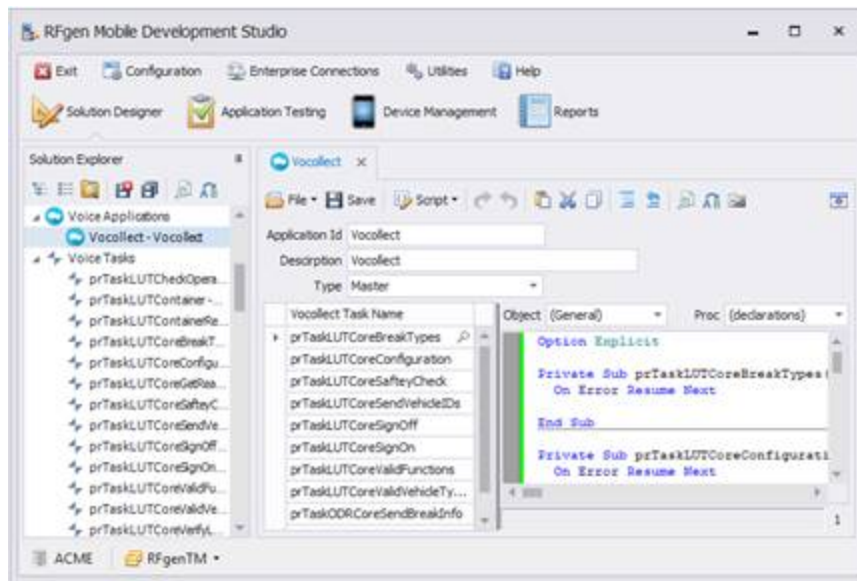 RFgen Mobile Development Studio
Exit Configuration Enterprise Connections Utilities Help
Solution Designer Application Testing Device Management Reports
Solution Explorer
Voice Applications
Vocollect - Vocollect
Voice Tasks
prTaskLUTCheckOpera...
prTaskLUTContainer - ...
prTaskLUTContainerRe...
prTaskLUTCoreBreakT...
prTaskLUTCoreConfigu...
prTaskLUTCoreGetRea...
prTaskLUTCoreSafteyC...
prTaskLUTCoreSendVe...
prTaskLUTCoreSignOff...
prTaskLUTCoreSignOn...
prTaskLUTCoreValidFu...
prTaskLUTCoreValidVe...
prTaskLUTCoreVerifyL...
Vocollect
File Save Script
Application Id Vocollect
Description Vocollect
Type Master
Vocollect Task Name
prTaskLUTCoreBreakTypes
prTaskLUTCoreConfiguration
prTaskLUTCoreSafteyCheck
prTaskLUTCoreSendVehicleIDs
prTaskLUTCoreSignOff
prTaskLUTCoreSignOn
prTaskLUTCoreValidFunctions
prTaskLUTCoreValidVehicleTy...
prTaskODRCoreSendBreakInfo
Object (General) Proc (declarations)
Option Explicit
Private Sub prTaskLUTCoreBreakTypes(
On Error Resume Next
End Sub
Private Sub prTaskLUTCoreConfigurati
On Error Resume Next
1
ACME RFgenTM